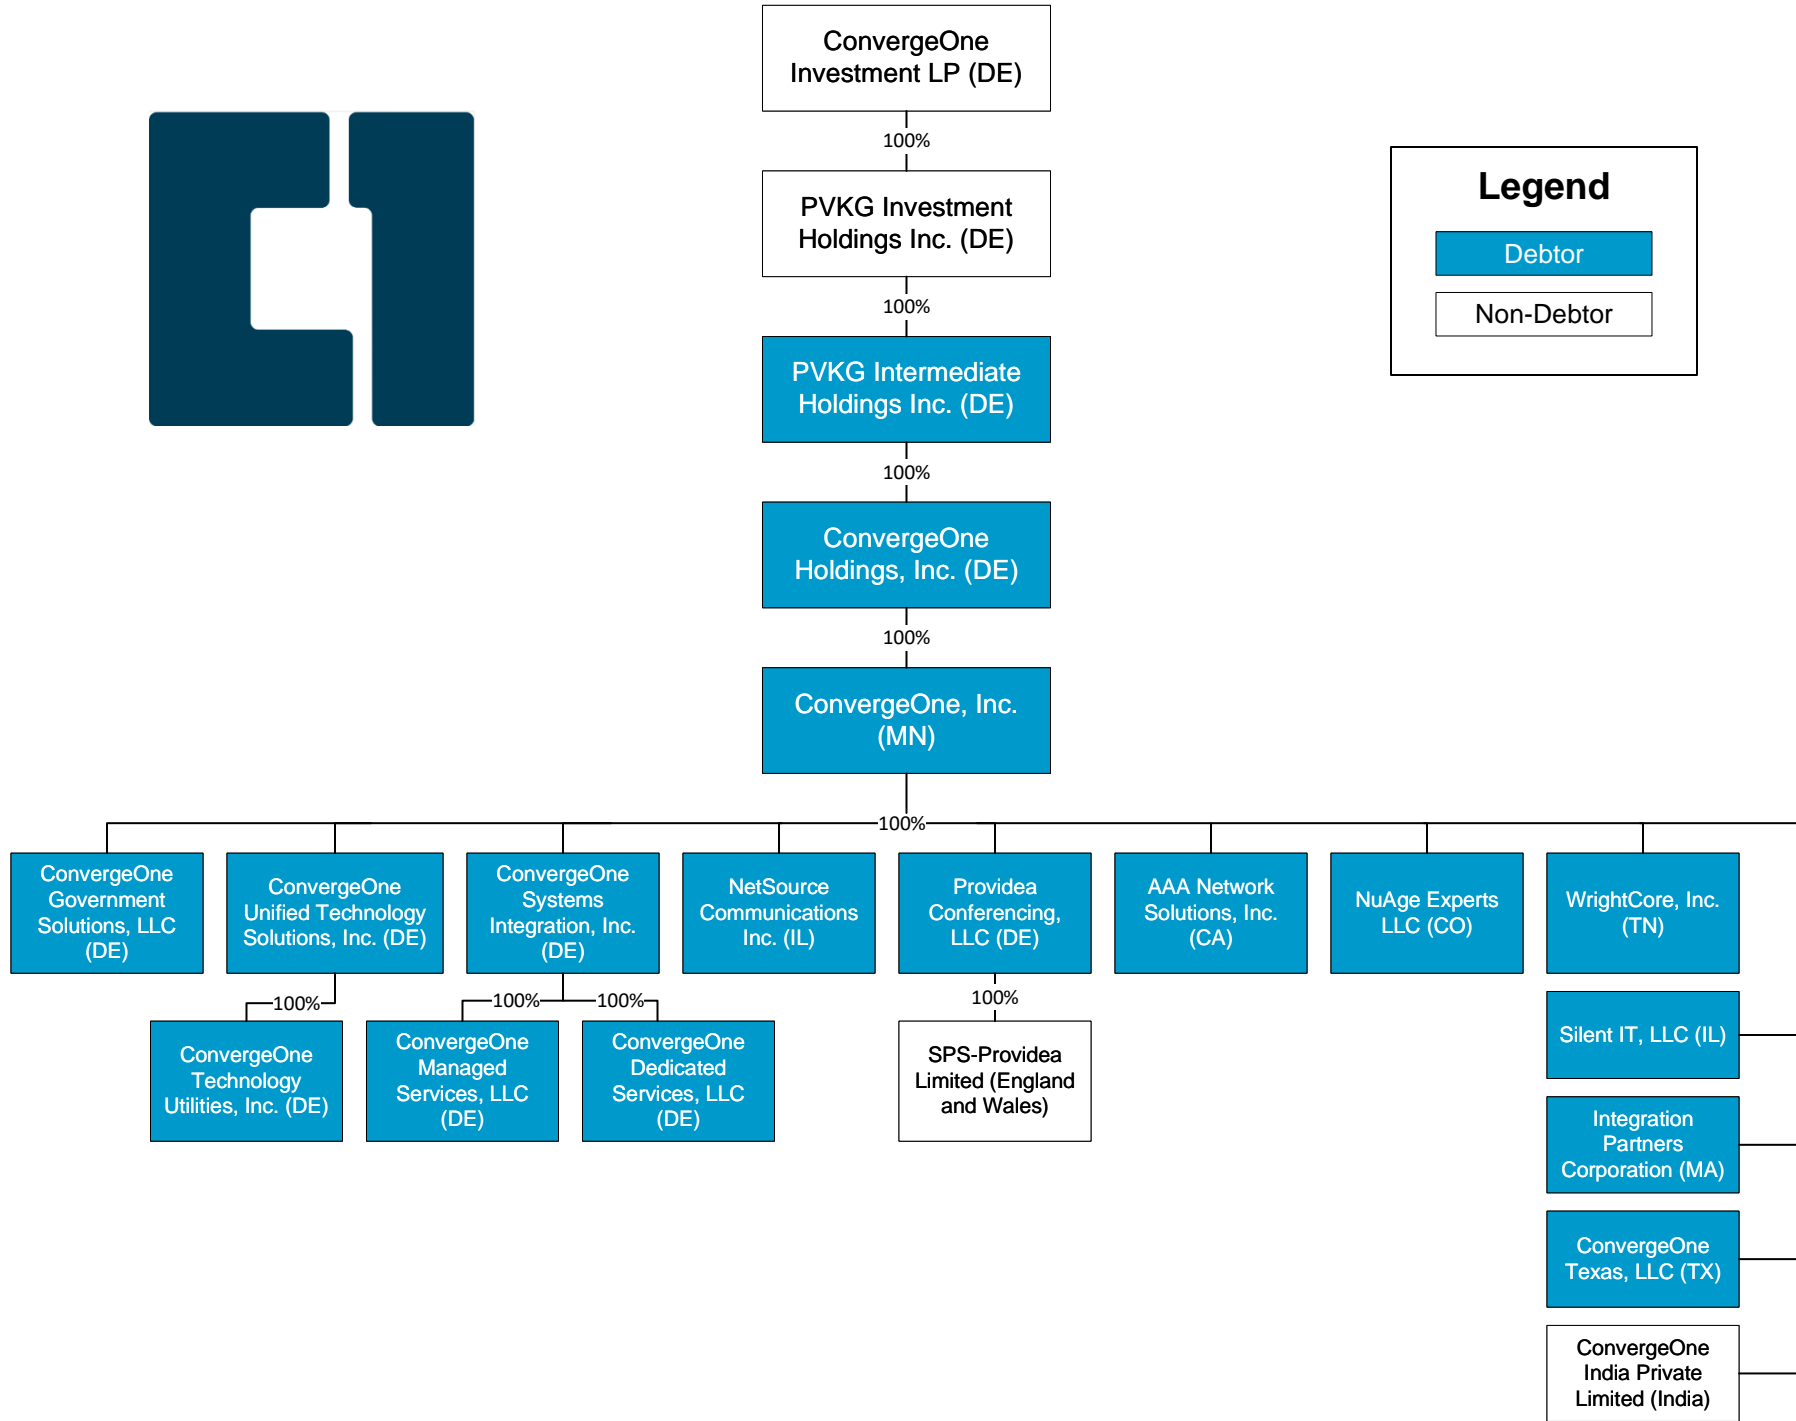 ConvergeOne
Investment LP (DE)
100%
PVKG Investment
Holdings Inc. (DE)
100%
Legend
Debtor
Non-Debtor
PVKG Intermediate
Holdings Inc. (DE)
100%
ConvergeOne
Holdings, Inc. (DE)
100%
ConvergeOne, Inc.
(MN)
100%
ConvergeOne
Government
Solutions, LLC
(DE)
ConvergeOne
Unified Technology
Solutions, Inc. (DE)
ConvergeOne
Systems
Integration, Inc.
(DE)
NetSource
Communications
Inc. (IL)
Providea
Conferencing,
LLC (DE)
AAA Network
Solutions, Inc.
(CA)
NuAge Experts
LLC (CO)
WrightCore, Inc.
(TN)
100%
100%
100%
100%
ConvergeOne
Technology
Utilities, Inc. (DE)
ConvergeOne
Managed
Services, LLC
(DE)
ConvergeOne
Dedicated
Services, LLC
(DE)
SPS-Providea
Limited (England
and Wales)
Silent IT, LLC (IL)
Integration
Partners
Corporation (MA)
ConvergeOne
Texas, LLC (TX)
ConvergeOne
India Private
Limited (India)